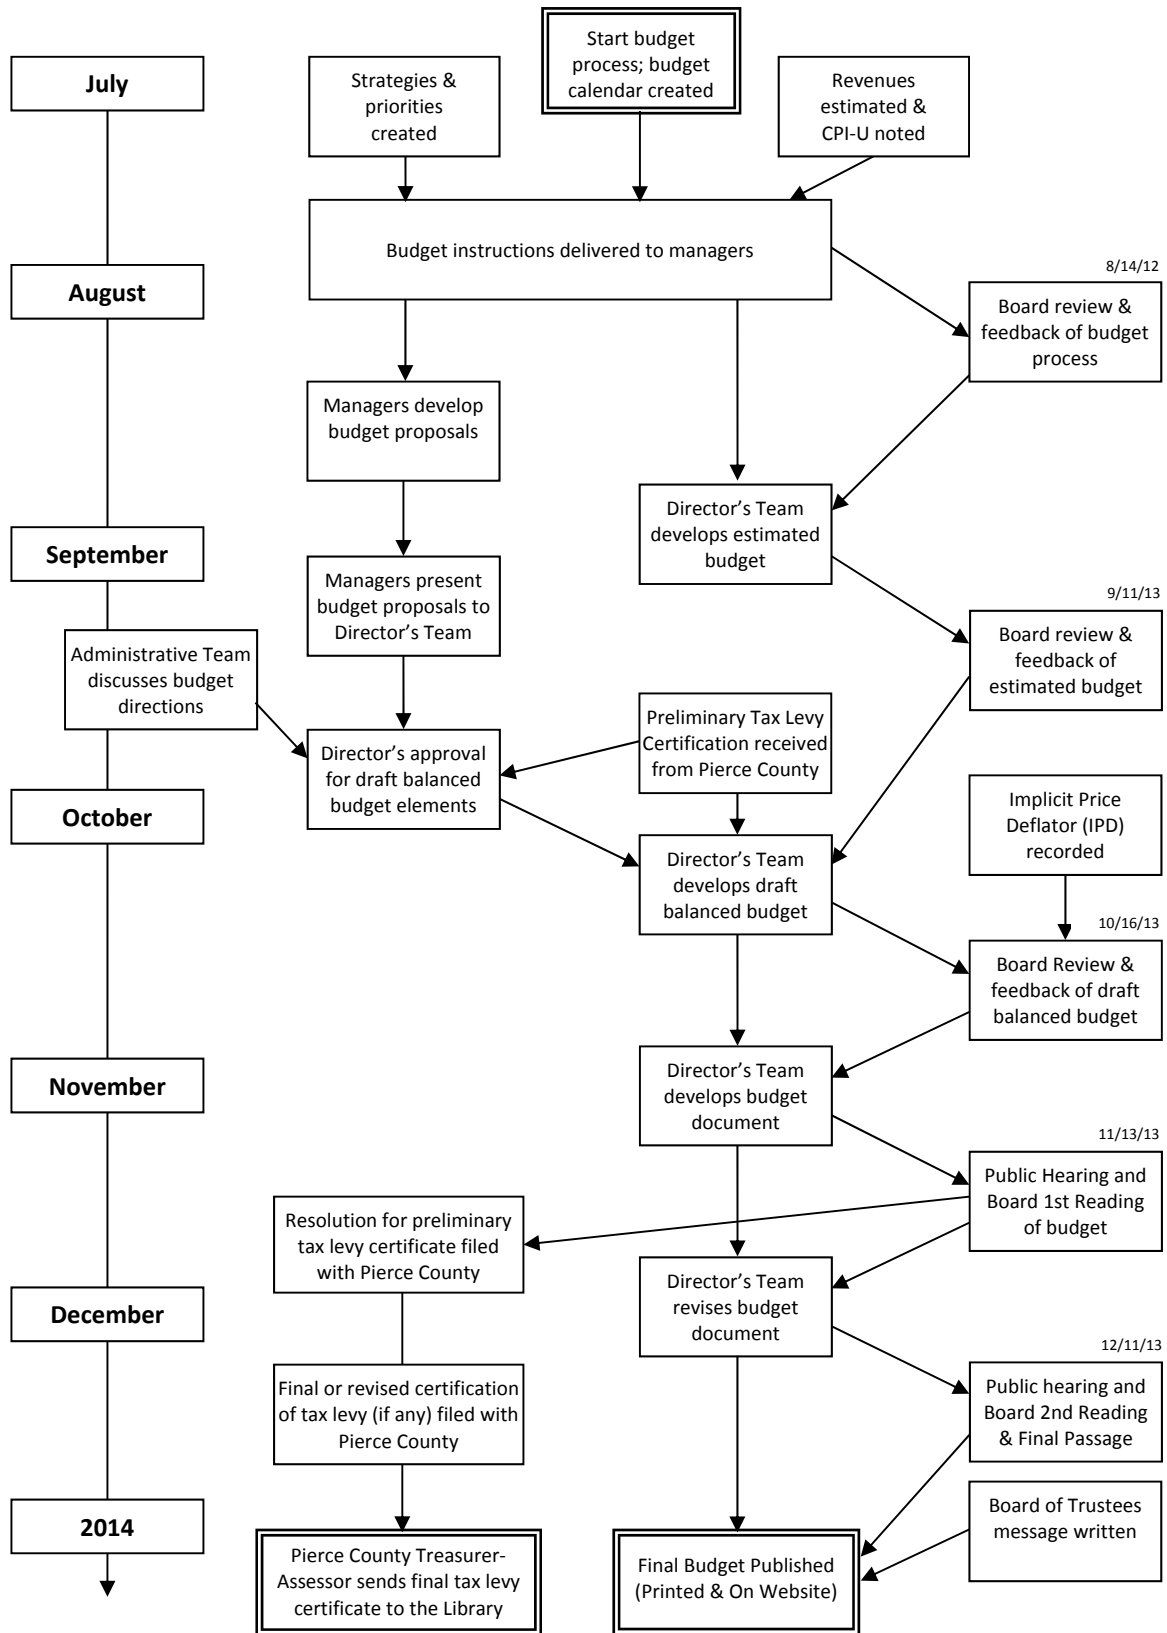 Start budget
process; budget
calendar created
July
Strategies &
priorities
created
Revenues
estimated &
CPI-U noted
Budget instructions delivered to managers
August
8/14/12
Board review &
feedback of budget
process
Managers develop
budget proposals
Director's Team
develops estimated
budget
September
Managers present
budget proposals to
Director's Team
9/11/13
Board review &
feedback of
estimated budget
Administrative Team
discusses budget
directions
Preliminary Tax Levy
Certification received
from Pierce County
Director's approval
for draft balanced
budget elements
October
Implicit Price
Deflator (IPD)
recorded
Director's Team
develops draft
balanced budget
10/16/13
Board Review &
feedback of draft
balanced budget
November
Director's Team
develops budget
document
11/13/13
Public Hearing and
Board 1st Reading
of budget
Resolution for preliminary
tax levy certificate filed
with Pierce County
Director's Team
revises budget
document
December
12/11/13
Public hearing and
Board 2nd Reading
& Final Passage
Final or revised certification
of tax levy (if any) filed with
Pierce County
2014
Board of Trustees
message written
Pierce County Treasurer-
Assessor sends final tax levy
certificate to the Library
Final Budget Published
(Printed & On Website)